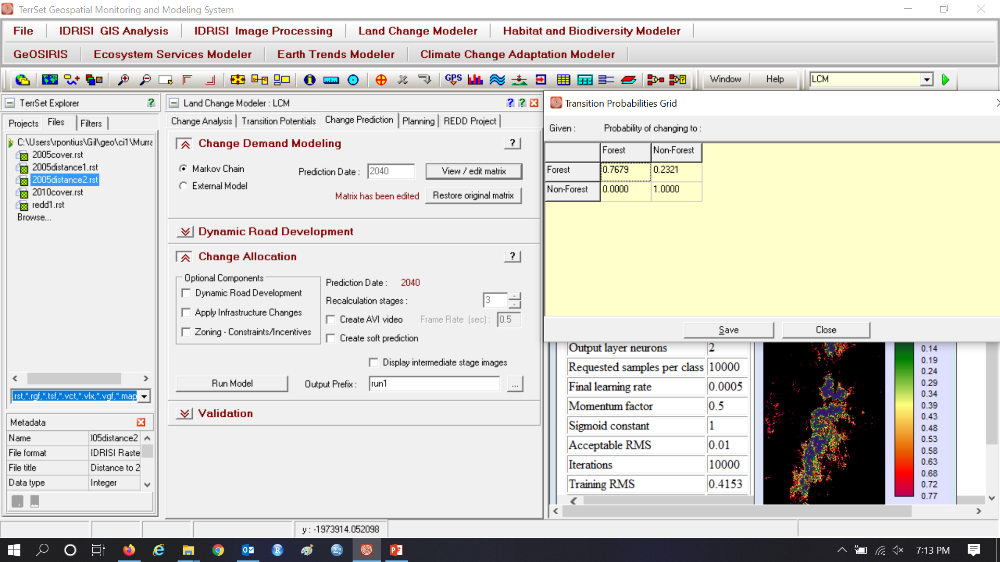 TerrSet Geospatial Monitoring and Modeling System
File IDRISI GIS Analysis IDRISI Image Processing Land Change Modeler Habitat and Biodiversity Modeler
GeOSIRIS Ecosystem Services Modeler Earth Trends Modeler Climate Change Adaptation Modeler
GPS Window Help LCM
TerrSet Explorer ?
Projects Files Filters
C:\Users\rpontius\Gil\geo\ci1\Murra
2005cover.rst
2005distance1.rst
2005distance2.rst
2010cover.rst
redd1.rst
Browse...
.rst,*.rgf,*.tsf,*.vct,*.vlx,*.vgf,*.map
Metadata
Name 005distance2
File format IDRISI Raste
File title Distance to 2
Data type Integer
Land Change Modeler : LCM ? ?
Change Analysis Transition Potentials Change Prediction Planning REDD Project
Change Demand Modeling ?
Markov Chain Prediction Date : 2040 View / edit matrix
External Model
Matrix has been edited Restore original matrix
Dynamic Road Development
Change Allocation ?
Optional Components
Dynamic Road Development
Apply Infrastructure Changes
Zoning - Constraints/Incentives
Prediction Date : 2040
Recalculation stages : 3
Create AVI video Frame Rate (sec) : 0.5
Create soft prediction
Display intermediate stage images
Run Model Output Prefix : run1 ...
Validation
Transition Probabilities Grid
Given : Probability of changing to :
Forest Non-Forest
Forest 0.7679 0.2321
Non-Forest 0.0000 1.0000
Save Close
Output layer neurons 2
Requested samples per class 10000
Final learning rate 0.0005
Momentum factor 0.5
Sigmoid constant 1
Acceptable RMS 0.01
Iterations 10000
Training RMS 0.4153
0.14
0.19
0.24
0.29
0.34
0.39
0.43
0.48
0.53
0.58
0.63
0.68
0.72
0.77
y : -1973914.052098
7:13 PM